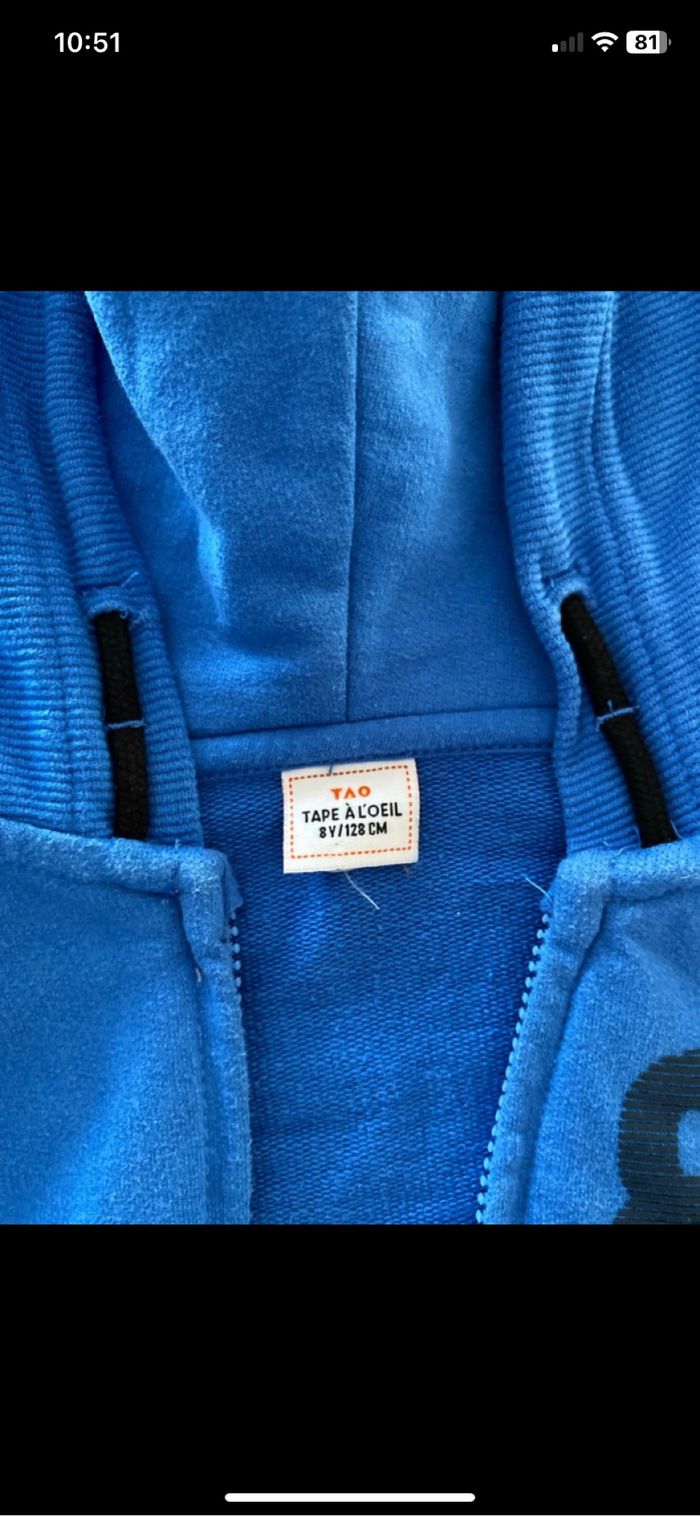 10:51
81
TAO
TAPE À L'OEIL
8Y/128 CM